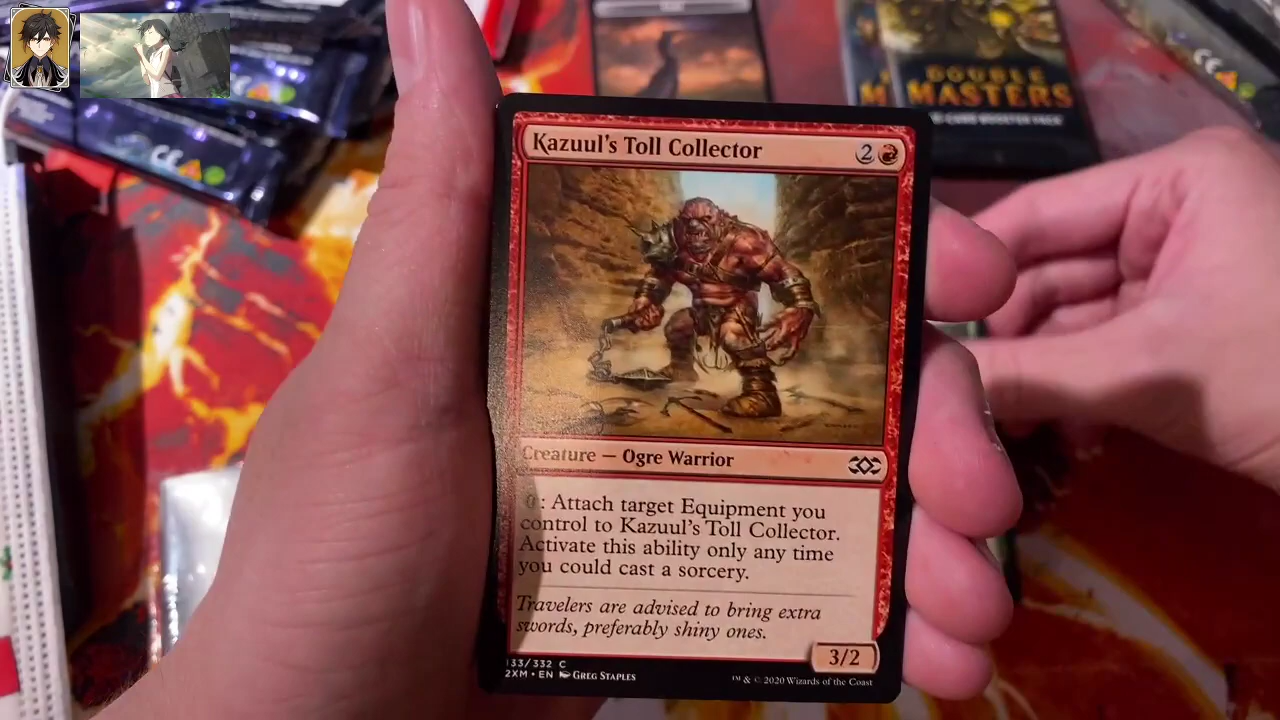 DOUBLE
MASTERS
Kazuul's Toll Collector
2
Creature — Ogre Warrior
: Attach target Equipment you
control to Kazuul's Toll Collector.
Activate this ability only any time
you could cast a sorcery.
Travelers are advised to bring extra
swords, preferably shiny ones.
3/2
133/332 C
2XM • EN GREG STAPLES
™ & © 2020 Wizards of the Coast